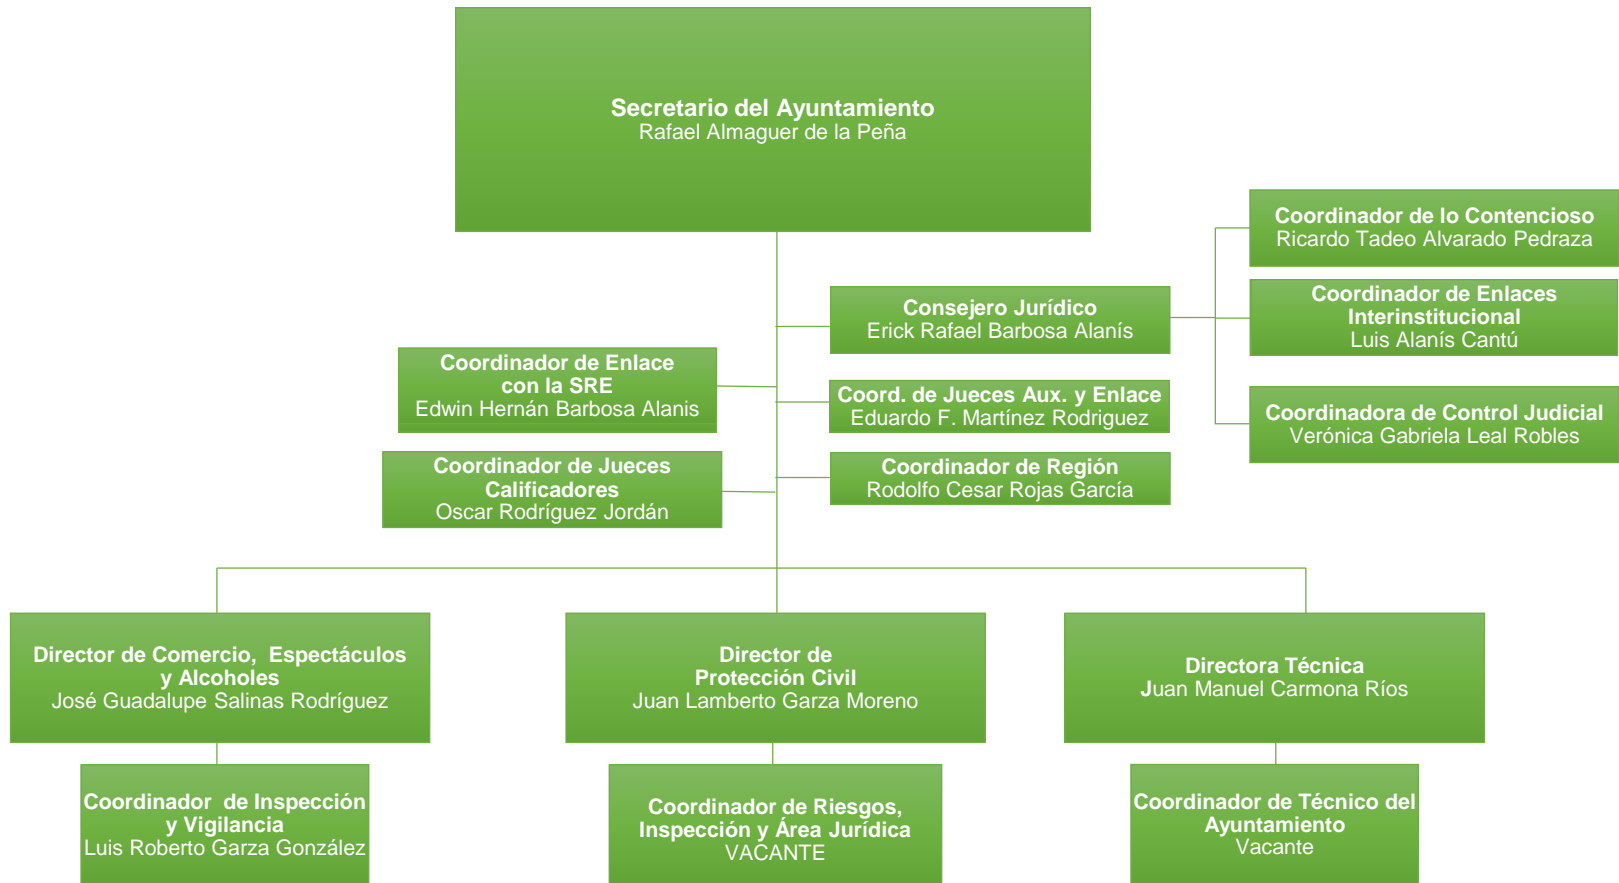 Secretario del Ayuntamiento
Rafael Almaguer de la Peña
Coordinador de lo Contencioso
Ricardo Tadeo Alvarado Pedraza
Consejero Jurídico
Erick Rafael Barbosa Alanís
Coordinador de Enlaces
Interinstitucional
Luis Alanís Cantú
Coordinador de Enlace
con la SRE
Edwin Hernán Barbosa Alanis
Coord. de Jueces Aux. y Enlace
Eduardo F. Martínez Rodriguez
Coordinadora de Control Judicial
Verónica Gabriela Leal Robles
Coordinador de Jueces
Calificadores
Oscar Rodríguez Jordán
Coordinador de Región
Rodolfo Cesar Rojas García
Director de Comercio, Espectáculos
y Alcoholes
José Guadalupe Salinas Rodríguez
Director de
Protección Civil
Juan Lamberto Garza Moreno
Directora Técnica
Juan Manuel Carmona Ríos
Coordinador de Inspección
y Vigilancia
Luis Roberto Garza González
Coordinador de Riesgos,
Inspección y Área Jurídica
VACANTE
Coordinador de Técnico del
Ayuntamiento
Vacante